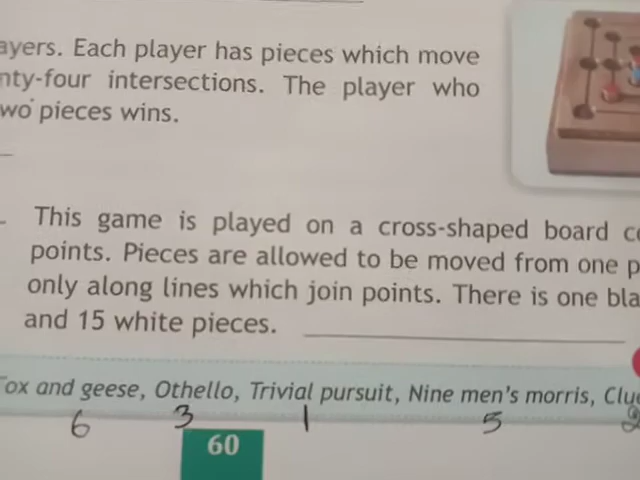 ayers. Each player has pieces which move
nty-four intersections. The player who
wo pieces wins.
This game is played on a cross-shaped board c
points. Pieces are allowed to be moved from one p
only along lines which join points. There is one bla
and 15 white pieces.
ox and geese, Othello, Trivial pursuit, Nine men's morris, Clu
6 3 1 5 2
60